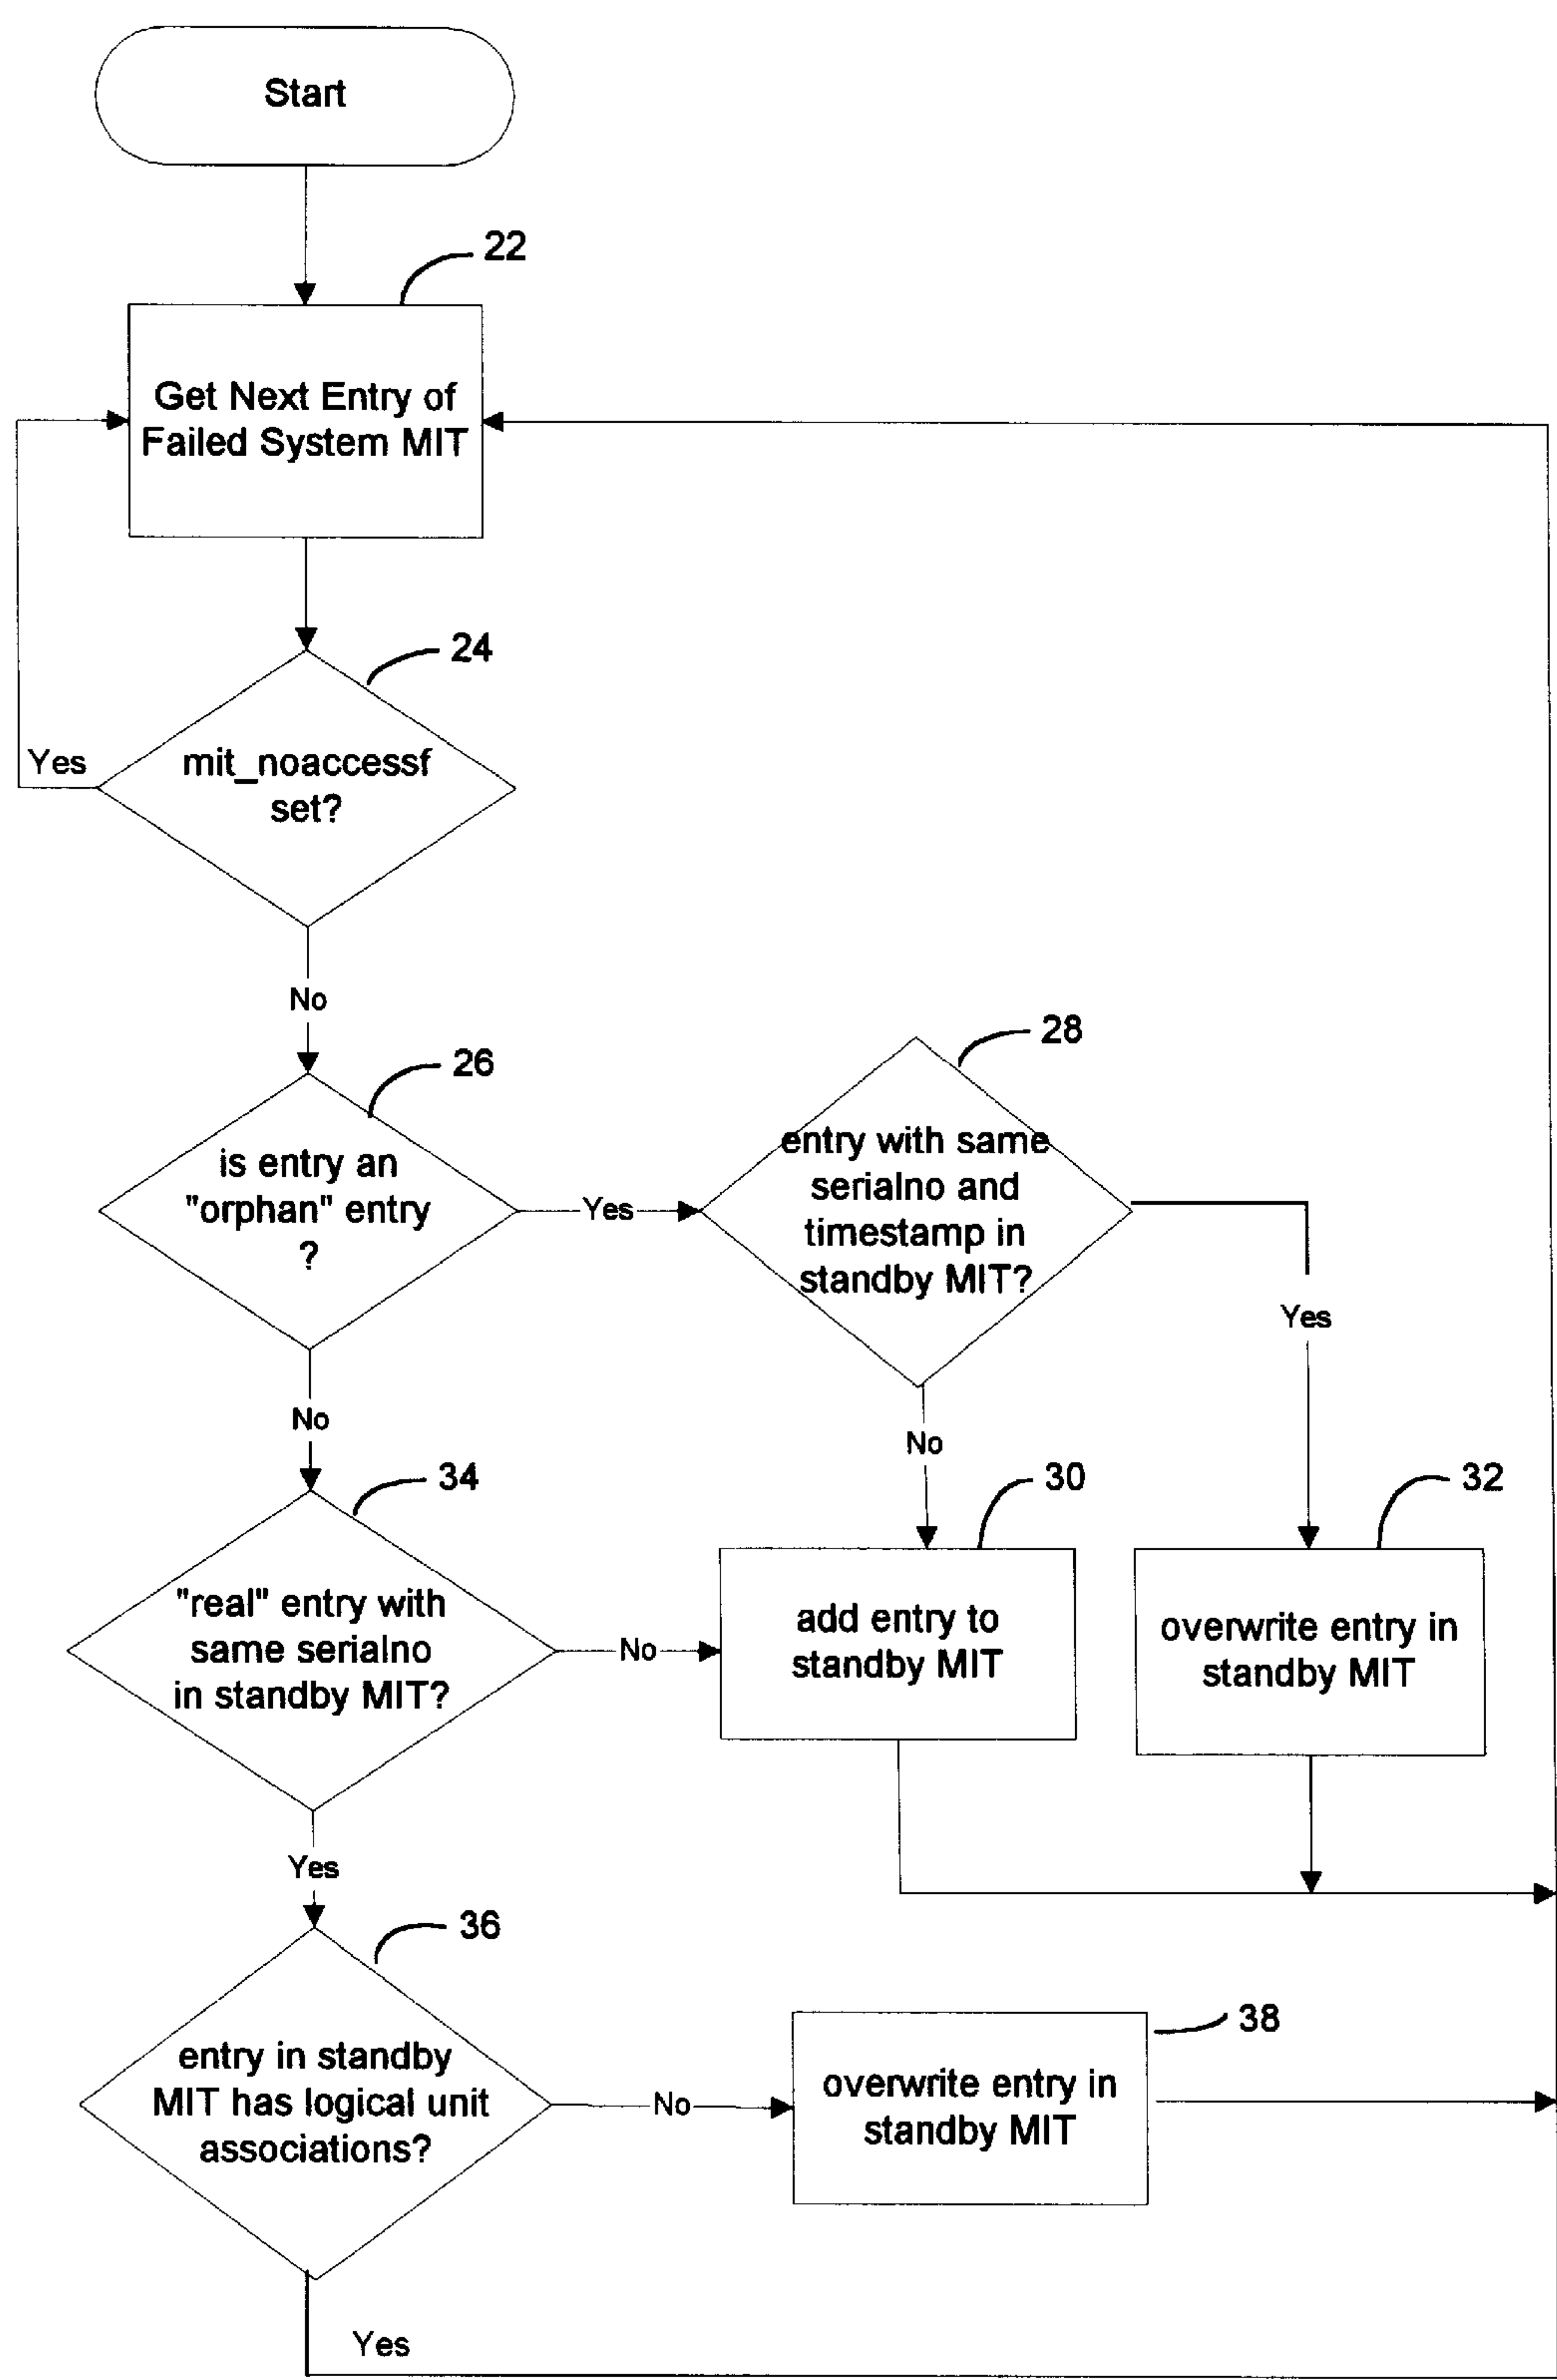 Start
22
Get Next Entry of
Failed System MIT
24
Yes
mit_noaccessf
set?
No
28
26
entry with same
serialno and
timestamp in
standby MIT?
is entry an
"orphan" entry
?
Yes
Yes
No
No
34
30
32
"real" entry with
same serialno
in standby MIT?
No
add entry to
standby MIT
overwrite entry in
standby MIT
Yes
36
38
entry in standby
MIT has logical unit
associations?
No
overwrite entry in
standby MIT
Yes